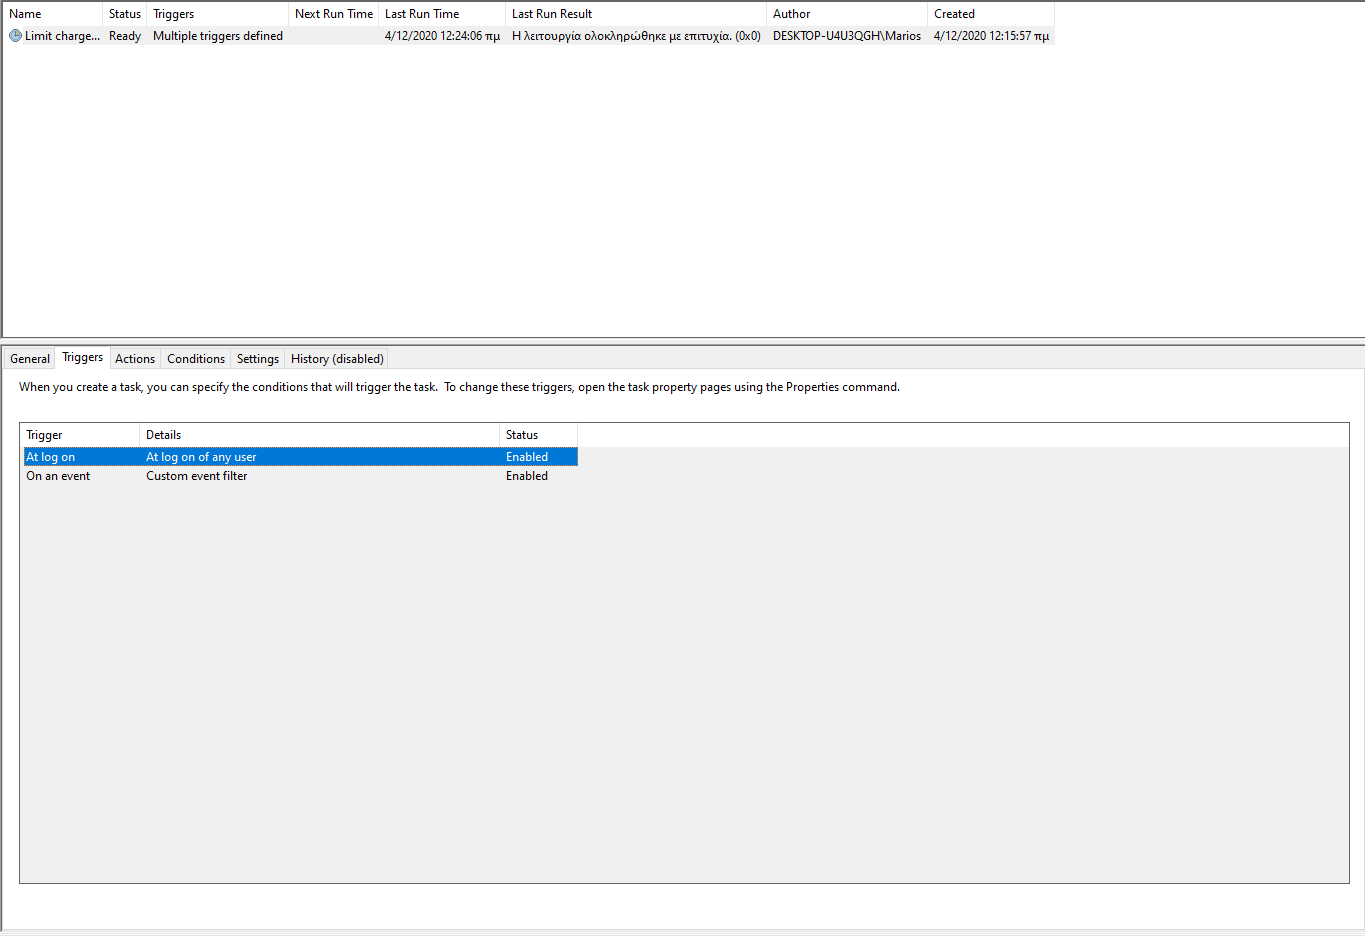 Name Status Triggers Next Run Time Last Run Time Last Run Result Author Created
Limit charge... Ready Multiple triggers defined 4/12/2020 12:24:06 πμ Η λειτουργία ολοκληρώθηκε με επιτυχία. (0x0) DESKTOP-U4U3QGH\Marios 4/12/2020 12:15:57 πμ
General Triggers Actions Conditions Settings History (disabled)
When you create a task, you can specify the conditions that will trigger the task.  To change these triggers, open the task property pages using the Properties command.
Trigger Details Status
At log on At log on of any user Enabled
On an event Custom event filter Enabled